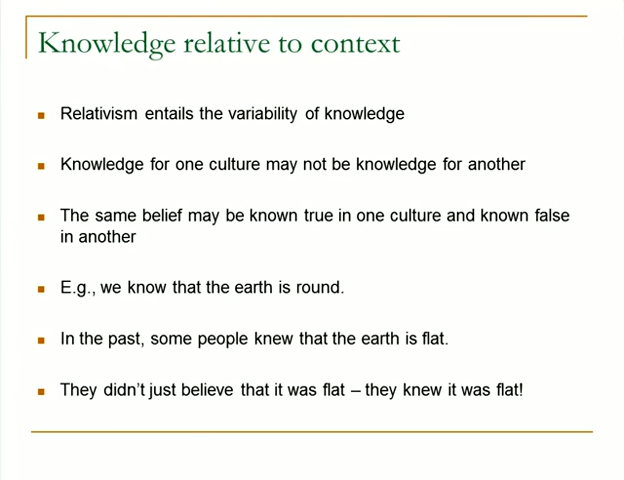 Knowledge relative to context
Relativism entails the variability of knowledge
Knowledge for one culture may not be knowledge for another
The same belief may be known true in one culture and known false
in another
E.g., we know that the earth is round.
In the past, some people knew that the earth is flat.
They didn't just believe that it was flat – they knew it was flat!